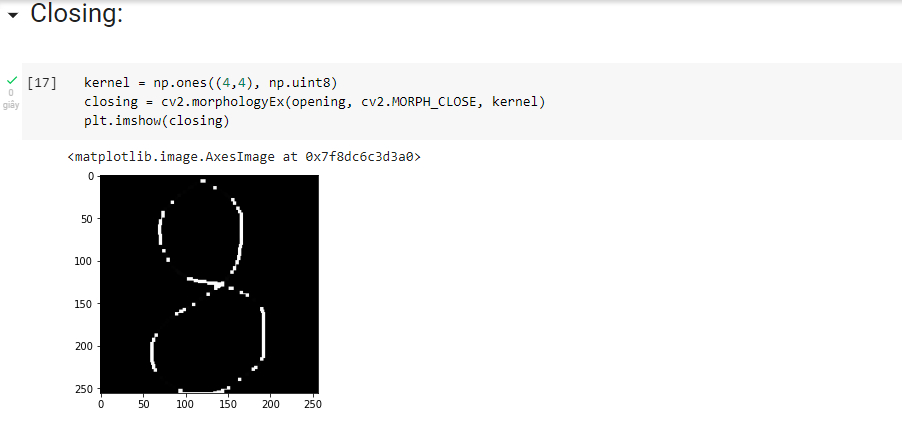 Closing:
[17] kernel = np.ones((4,4), np.uint8)
0
giây
closing = cv2.morphologyEx(opening, cv2.MORPH_CLOSE, kernel)
plt.imshow(closing)
<matplotlib.image.AxesImage at 0x7f8dc6c3d3a0>
0
50
100
150
200
250
0 50 100 150 200 250